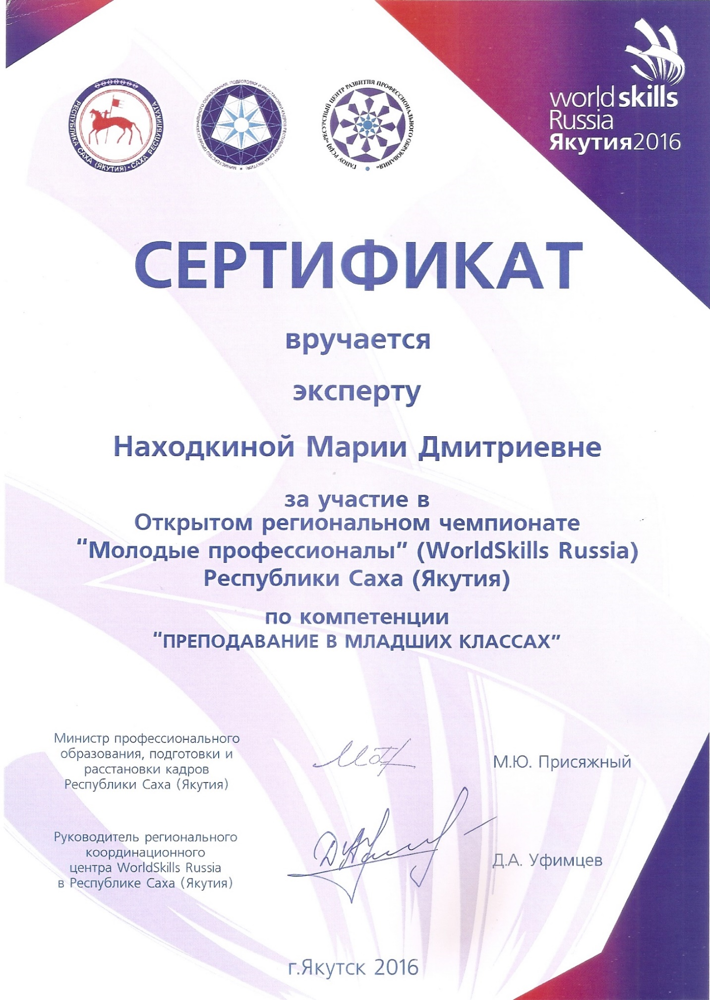 РЕСПУБЛИКА САХА (ЯКУТИЯ) • САХА РЕСПУБЛИКАТА
МИНИСТЕРСТВО ПРОФЕССИОНАЛЬНОГО ОБРАЗОВАНИЯ, ПОДГОТОВКИ И РАССТАНОВКИ КАДРОВ РЕСПУБЛИКИ САХА (ЯКУТИЯ)
ГАПОУ РС(Я) «РЕСУРСНЫЙ ЦЕНТР РАЗВИТИЯ ПРОФЕССИОНАЛЬНОГО ОБРАЗОВАНИЯ»
world skills
Russia
Якутия2016
СЕРТИФИКАТ
вручается
эксперту
Находкиной Марии Дмитриевне
за участие в
Открытом региональном чемпионате
“Молодые профессионалы” (WorldSkills Russia)
Республики Саха (Якутия)
по компетенции
“ПРЕПОДАВАНИЕ В МЛАДШИХ КЛАССАХ”
Министр профессионального
образования, подготовки и
расстановки кадров
Республики Саха (Якутия)
М.Ю. Присяжный
Руководитель регионального
координационного
центра WorldSkills Russia
в Республике Саха (Якутия)
Д.А. Уфимцев
г.Якутск 2016